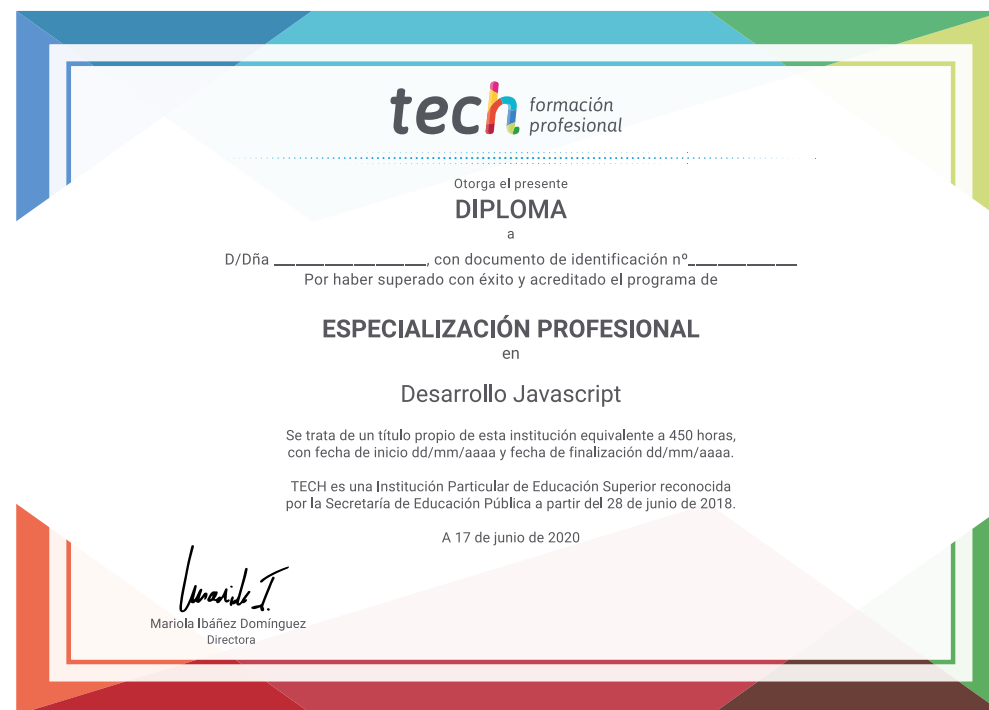 tech formación
profesional
Otorga el presente
DIPLOMA
a
D/Dña ______________, con documento de identificación nº__________
Por haber superado con éxito y acreditado el programa de
ESPECIALIZACIÓN PROFESIONAL
en
Desarrollo Javascript
Se trata de un título propio de esta institución equivalente a 450 horas,
con fecha de inicio dd/mm/aaaa y fecha de finalización dd/mm/aaaa.
TECH es una Institución Particular de Educación Superior reconocida
por la Secretaría de Educación Pública a partir del 28 de junio de 2018.
A 17 de junio de 2020
Mariola Ibáñez Domínguez
Directora